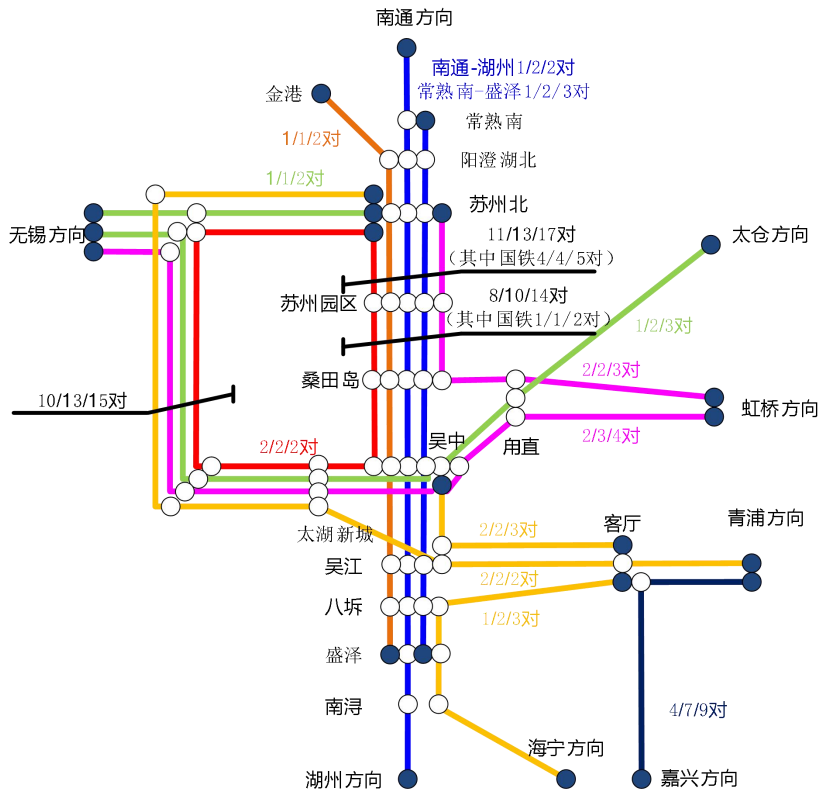 南通方向
南通-湖州1/2/2对
常熟南-盛泽1/2/3对
金港
常熟南
1/1/2对
阳澄湖北
1/1/2对
苏州北
无锡方向
11/13/17对
（其中国铁4/4/5对）
太仓方向
苏州园区
8/10/14对
（其中国铁1/1/2对）
1/2/3对
桑田岛
2/2/3对
10/13/15对
虹桥方向
2/2/2对
吴中
甪直
2/3/4对
太湖新城
2/2/3对
客厅
青浦方向
吴江
2/2/2对
八坼
1/2/3对
盛泽
南浔
4/7/9对
海宁方向
湖州方向
嘉兴方向